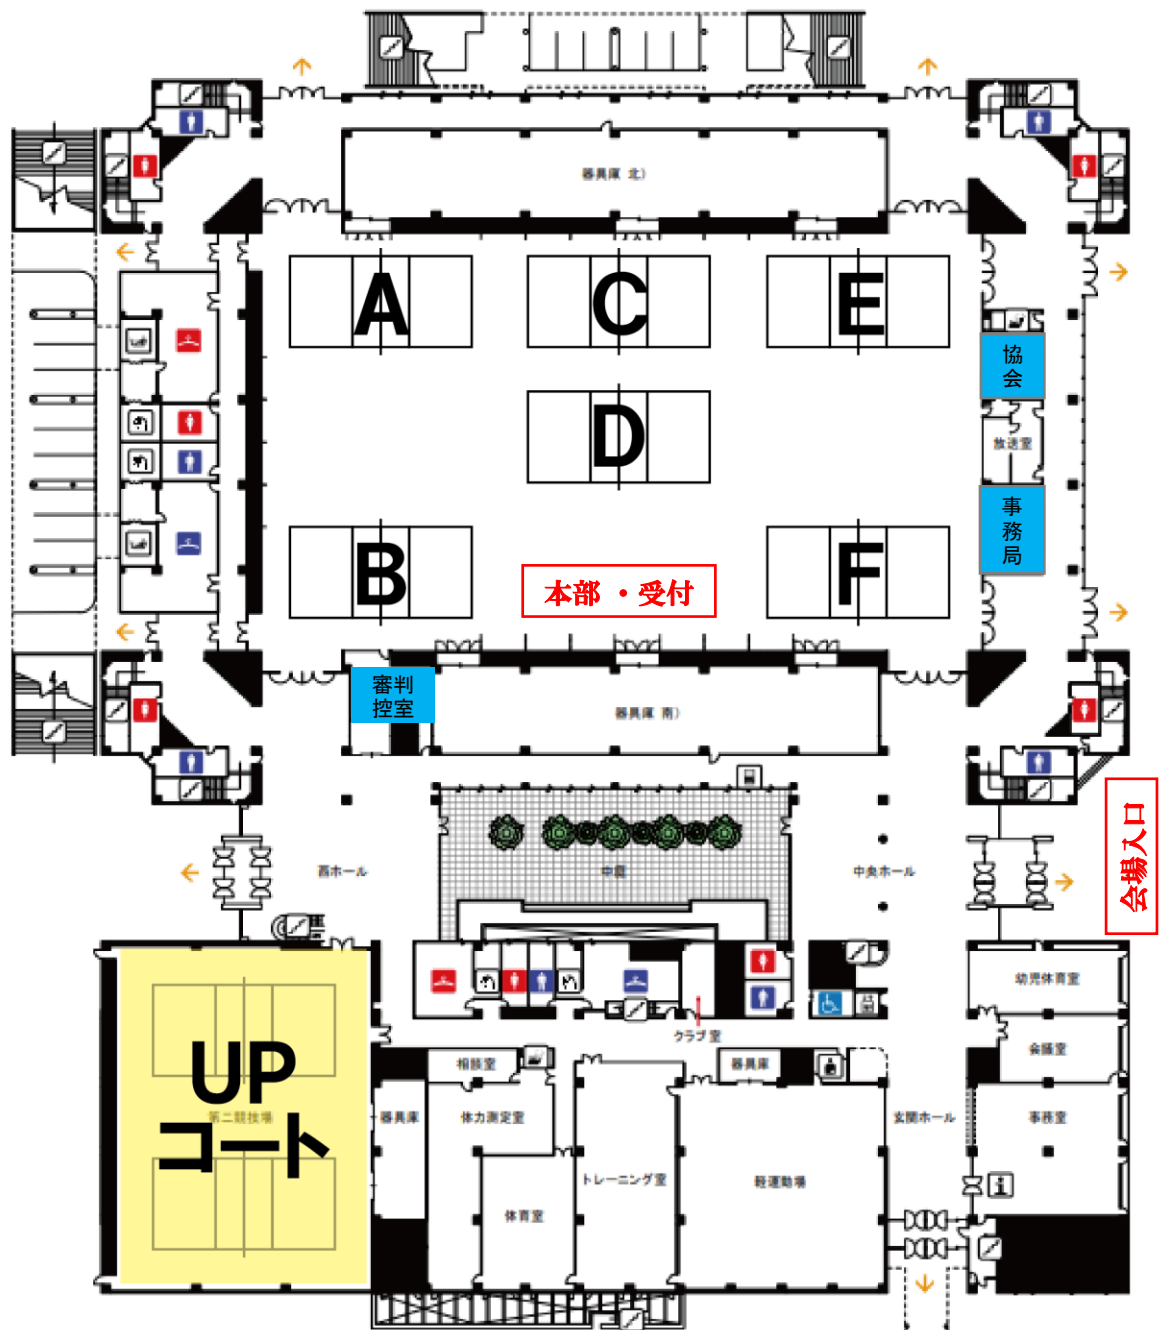 器具庫 北)
A
C
E
協会
D
放送室
事務局
B
F
本部 ・受付
審判控室
器具庫 南)
会場入口
西ホール
中庭
中央ホール
幼児体育室
クラブ室
会議室
相談室
器具庫
UP
コート
第二競技場
器具庫
体力測定室
玄関ホール
事務室
トレーニング室
軽運動場
体育室
i